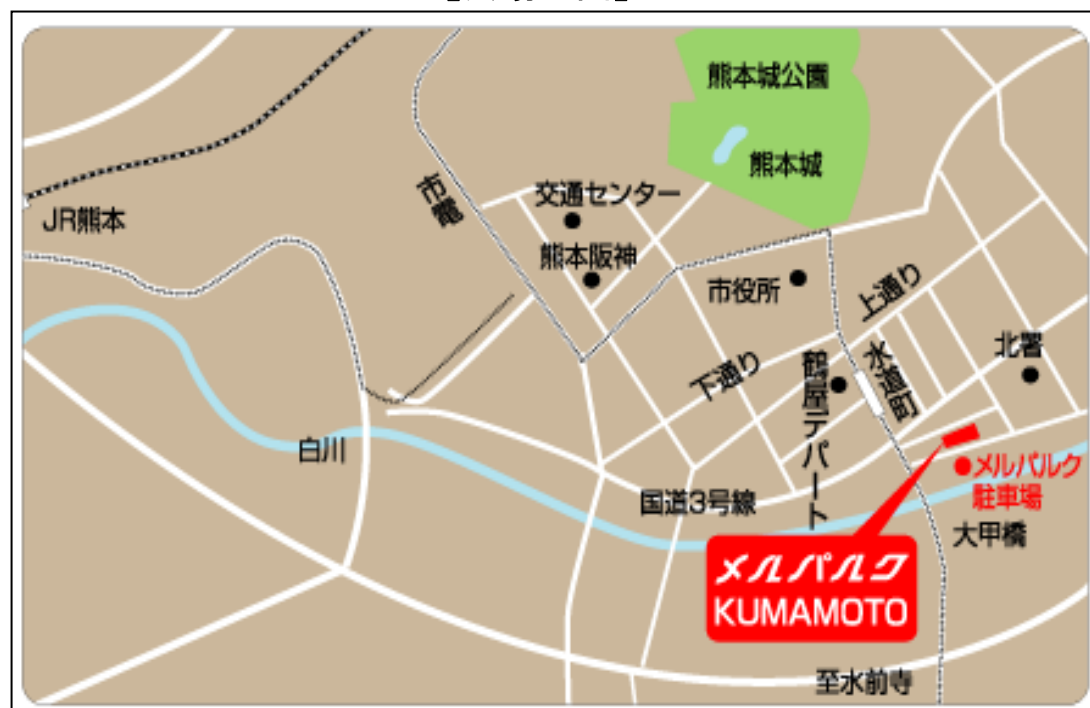 熊本城公園
熊本城
市電
交通センター
JR熊本
熊本阪神
市役所
上通り
北署
下通り
鶴屋デパート
水道町
白川
国道3号線
メルパルク
駐車場
大甲橋
メルパルク
KUMAMOTO
至水前寺